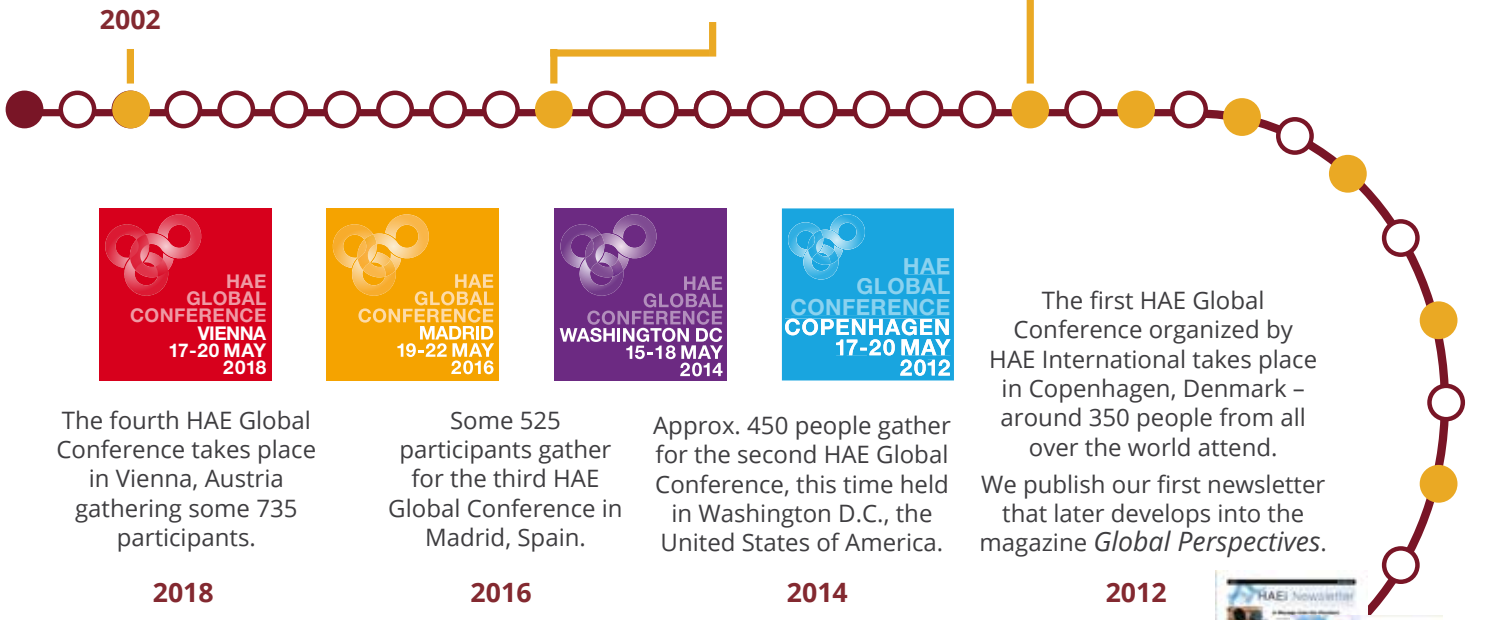 2002
HAE
GLOBAL
CONFERENCE
VIENNA
17-20 MAY
2018
The fourth HAE Global
Conference takes place
in Vienna, Austria
gathering some 735
participants.
2018
HAE
GLOBAL
CONFERENCE
MADRID
19-22 MAY
2016
Some 525
participants gather
for the third HAE
Global Conference in
Madrid, Spain.
2016
HAE
GLOBAL
CONFERENCE
WASHINGTON DC
15-18 MAY
2014
Approx. 450 people gather
for the second HAE Global
Conference, this time held
in Washington D.C., the
United States of America.
2014
HAE
GLOBAL
CONFERENCE
COPENHAGEN
17-20 MAY
2012
The first HAE Global
Conference organized by
HAE International takes place
in Copenhagen, Denmark –
around 350 people from all
over the world attend.
We publish our first newsletter
that later develops into the
magazine Global Perspectives.
2012
HAEi Newsletter